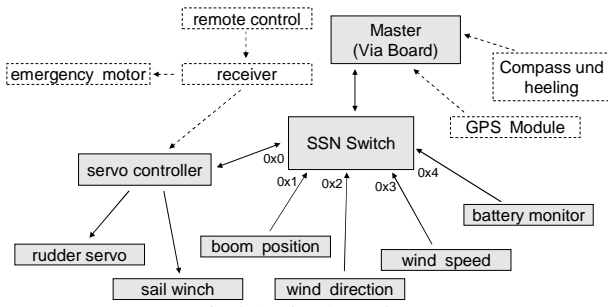 remote control
Master
(Via Board)
emergency motor
receiver
Compass und
heeling
GPS Module
SSN Switch
0x0
0x1
0x2
0x3
0x4
servo controller
battery monitor
boom position
rudder servo
wind speed
sail winch
wind direction